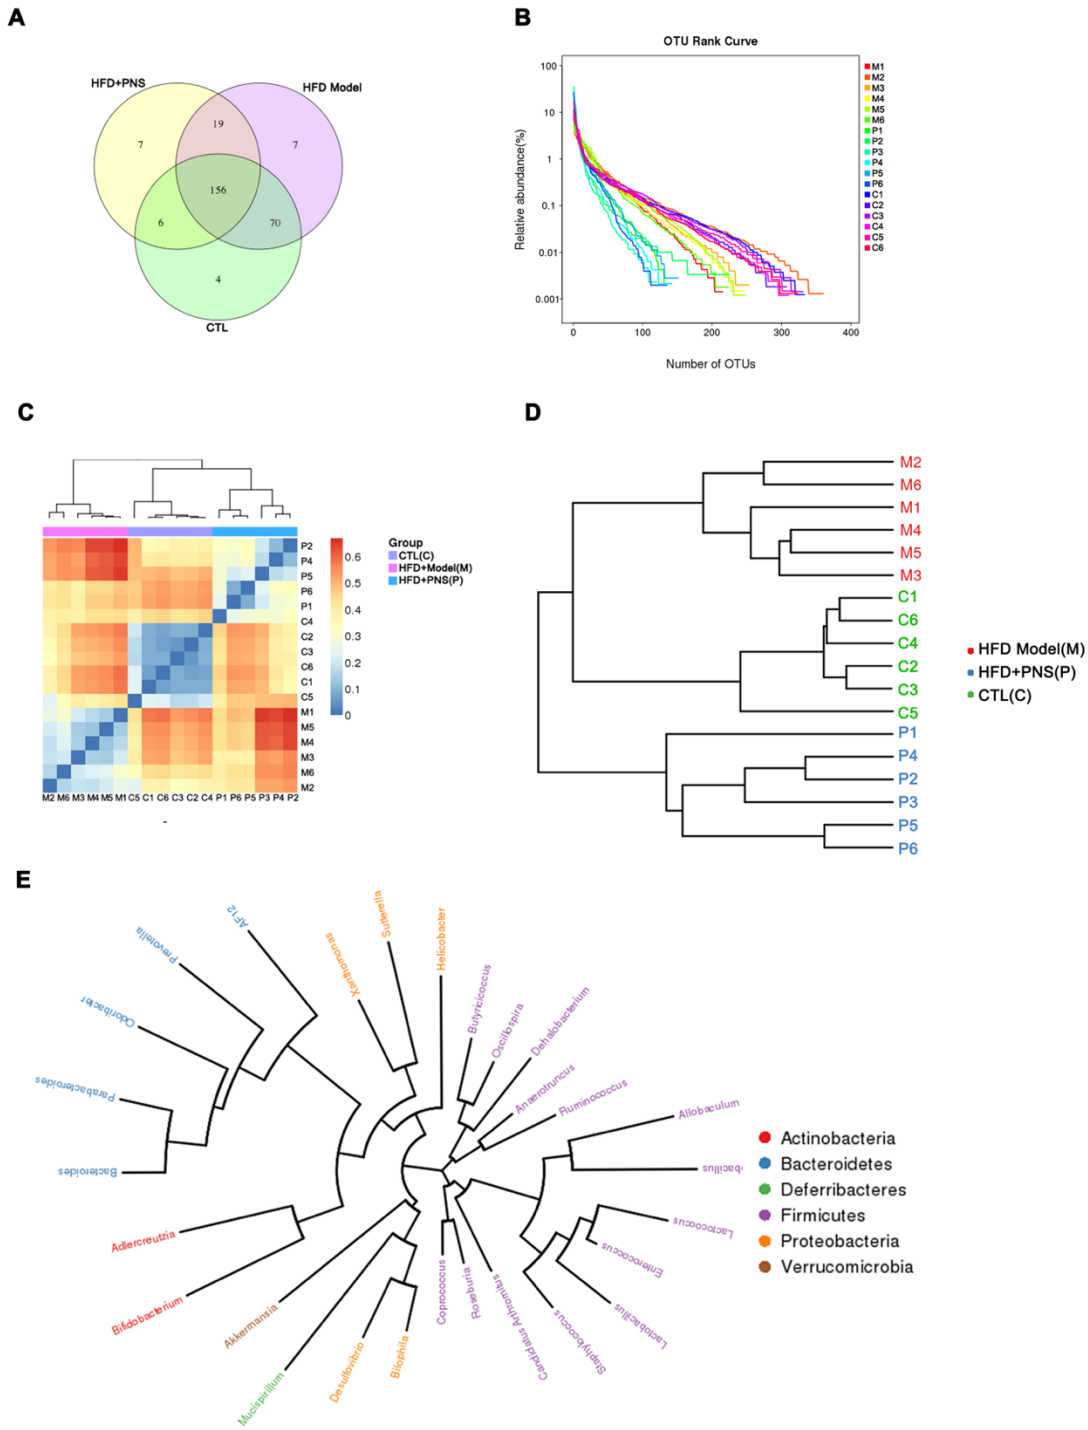 A
HFD+PNS
HFD Model
19
7
7
156
6
70
4
CTL
B
OTU Rank Curve
Relative abundance(%)
100
10
1
0.1
0.01
0.001
0
100
200
300
400
Number of OTUs
M1
M2
M3
M4
M5
M6
P1
P2
P3
P4
P5
P6
C1
C2
C3
C4
C5
C6
C
P2
P4
P5
P6
P1
C4
C2
C3
C6
C1
C5
M1
M5
M4
M3
M6
M2
M2 M6 M3 M4 M5 M1 C5 C1 C6 C3 C2 C4 P1 P6 P5 P3 P4 P2
0.6
0.5
0.4
0.3
0.2
0.1
0
Group
CTL(C)
HFD+Model(M)
HFD+PNS(P)
D
M2
M6
M1
M4
M5
M3
C1
C6
C4
C2
C3
C5
P1
P4
P2
P3
P5
P6
HFD Model(M)
HFD+PNS(P)
CTL(C)
E
AF12
Prevotella
Odoribacter
Parabacteroides
Bacteroides
Adlercreutzia
Bifidobacterium
Akkermansia
Mucispirillum
Desulfovibrio
Bilophila
Coprococcus
Roseburia
Candidatus Arthromitus
Staphylococcus
Lactobacillus
Enterococcus
Lactococcus
bacillus
Allobaculum
Ruminococcus
Anaerotruncus
Dehalobacterium
Oscillospira
Butyricicoccus
Helicobacter
Sutterella
Xanthomonas
Actinobacteria
Bacteroidetes
Deferribacteres
Firmicutes
Proteobacteria
Verrucomicrobia